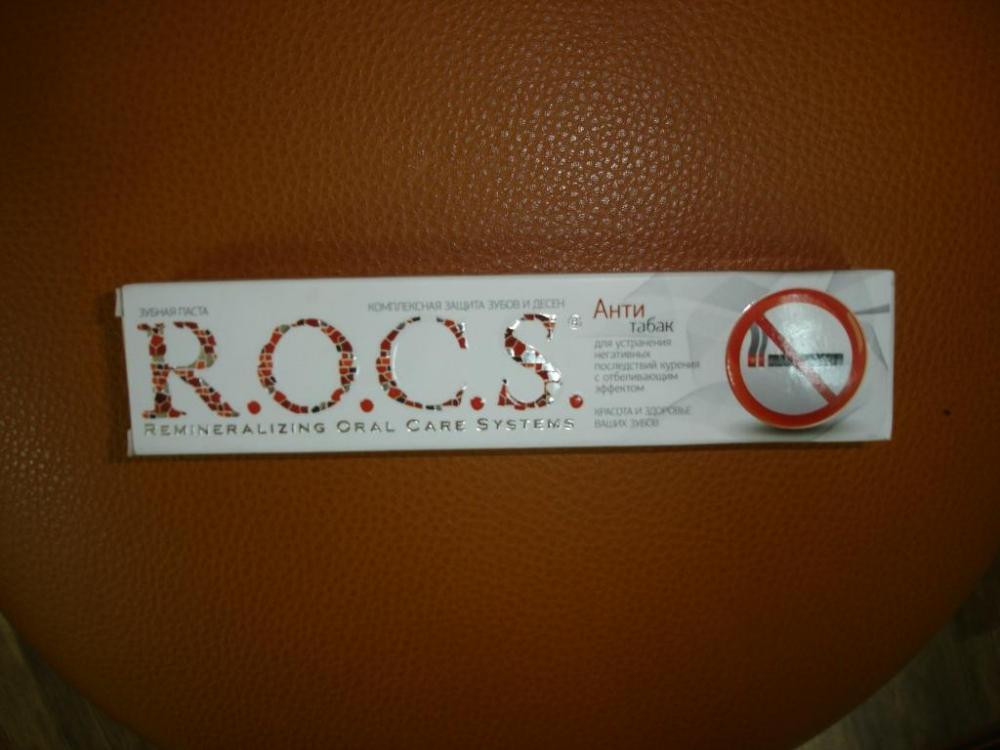 ЗУБНАЯ ПАСТА
КОМПЛЕКСНАЯ ЗАЩИТА ЗУБОВ И ДЕСЕН
R.O.C.S.®
REMINERALIZING ORAL CARE SYSTEMS
Анти
табак
для устранения
негативных
последствий курения
с отбеливающим
эффектом
КРАСОТА И ЗДОРОВЬЕ
ВАШИХ ЗУБОВ